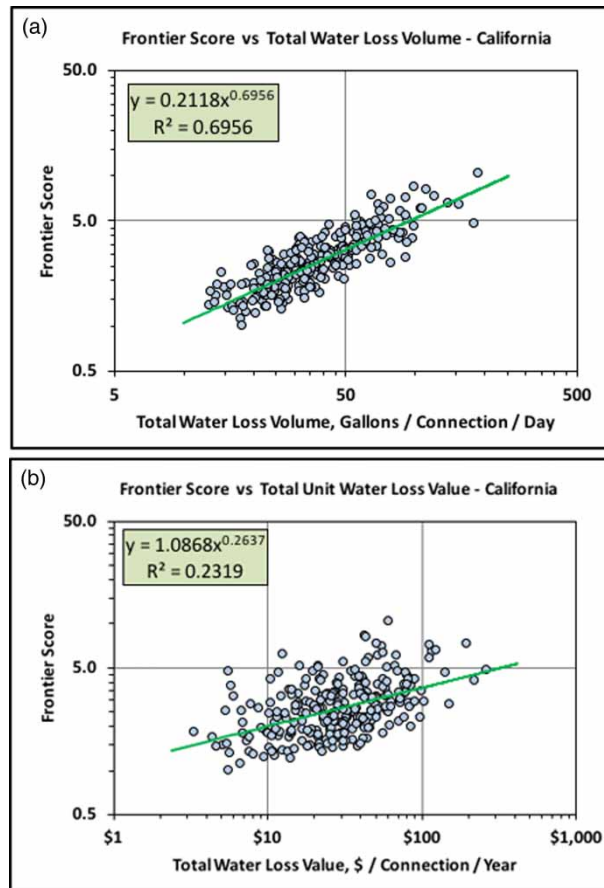 (a)
Frontier Score vs Total Water Loss Volume - California
50.0
y = 0.2118x^0.6956
R² = 0.6956
Frontier Score
5.0
0.5
5 50 500
Total Water Loss Volume, Gallons / Connection / Day
(b)
Frontier Score vs Total Unit Water Loss Value - California
50.0
y = 1.0868x^0.2637
R² = 0.2319
Frontier Score
5.0
0.5
$1 $10 $100 $1,000
Total Water Loss Value, $ / Connection / Year